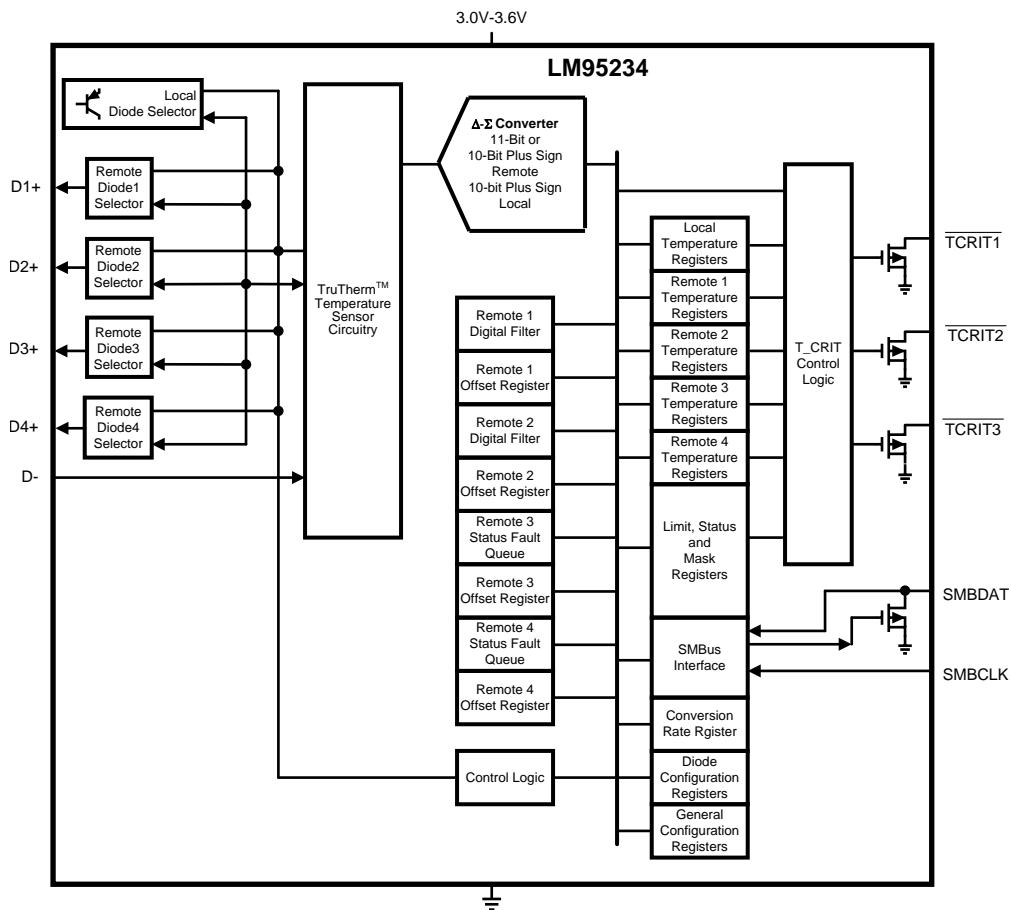 3.0V-3.6V
LM95234
Local
Diode Selector
Remote
Diode1
Selector
Remote
Diode2
Selector
Remote
Diode3
Selector
Remote
Diode4
Selector
D1+
D2+
D3+
D4+
D-
TruTherm™
Temperature
Sensor
Circuitry
Δ-Σ Converter
11-Bit or
10-Bit Plus Sign
Remote
10-bit Plus Sign
Local
Remote 1
Digital Filter
Remote 1
Offset Register
Remote 2
Digital Filter
Remote 2
Offset Register
Remote 3
Status Fault
Queue
Remote 3
Offset Register
Remote 4
Status Fault
Queue
Remote 4
Offset Register
Control Logic
Local
Temperature
Registers
Remote 1
Temperature
Registers
Remote 2
Temperature
Registers
Remote 3
Temperature
Registers
Remote 4
Temperature
Registers
Limit, Status
and
Mask
Registers
SMBus
Interface
Conversion
Rate Rgister
Diode
Configuration
Registers
General
Configuration
Registers
T_CRIT
Control
Logic
TCRIT1
TCRIT2
TCRIT3
SMBDAT
SMBCLK